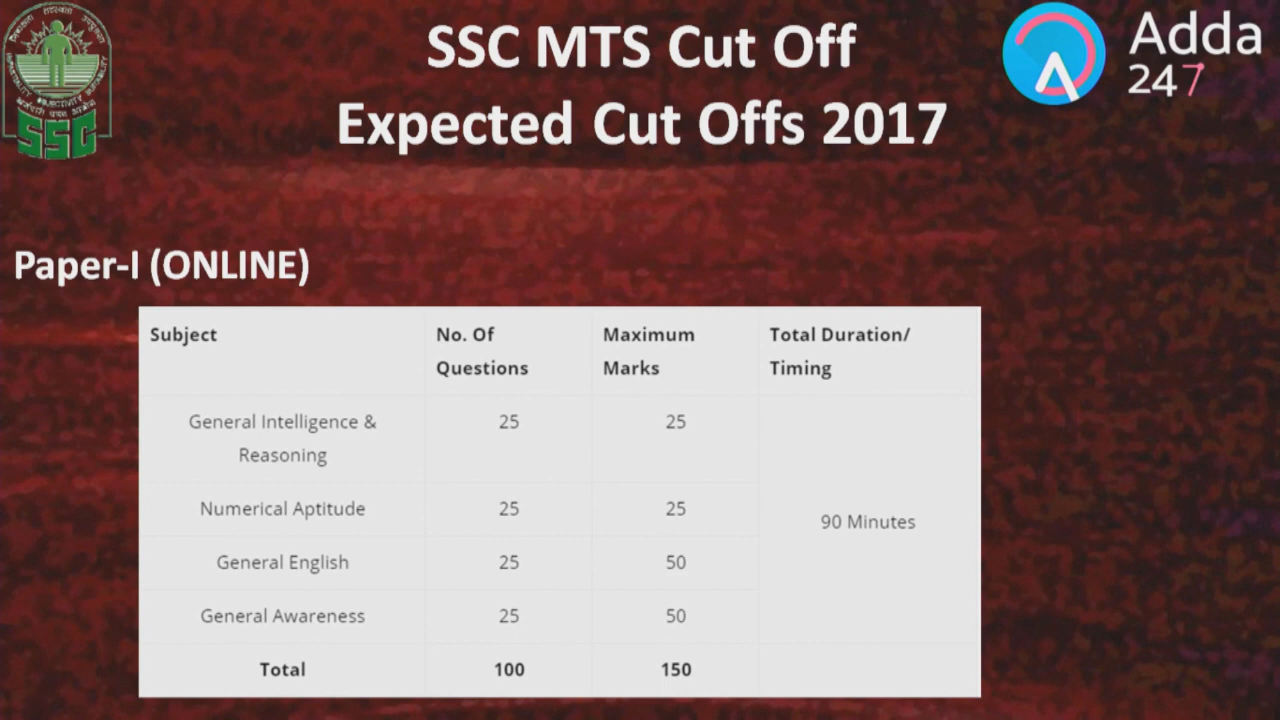 SSC MTS Cut Off
Expected Cut Offs 2017
Adda
247
SSC
Paper-I (ONLINE)
Subject No. Of Questions Maximum Marks Total Duration/ Timing
General Intelligence & Reasoning 25 25 90 Minutes
Numerical Aptitude 25 25
General English 25 50
General Awareness 25 50
Total 100 150